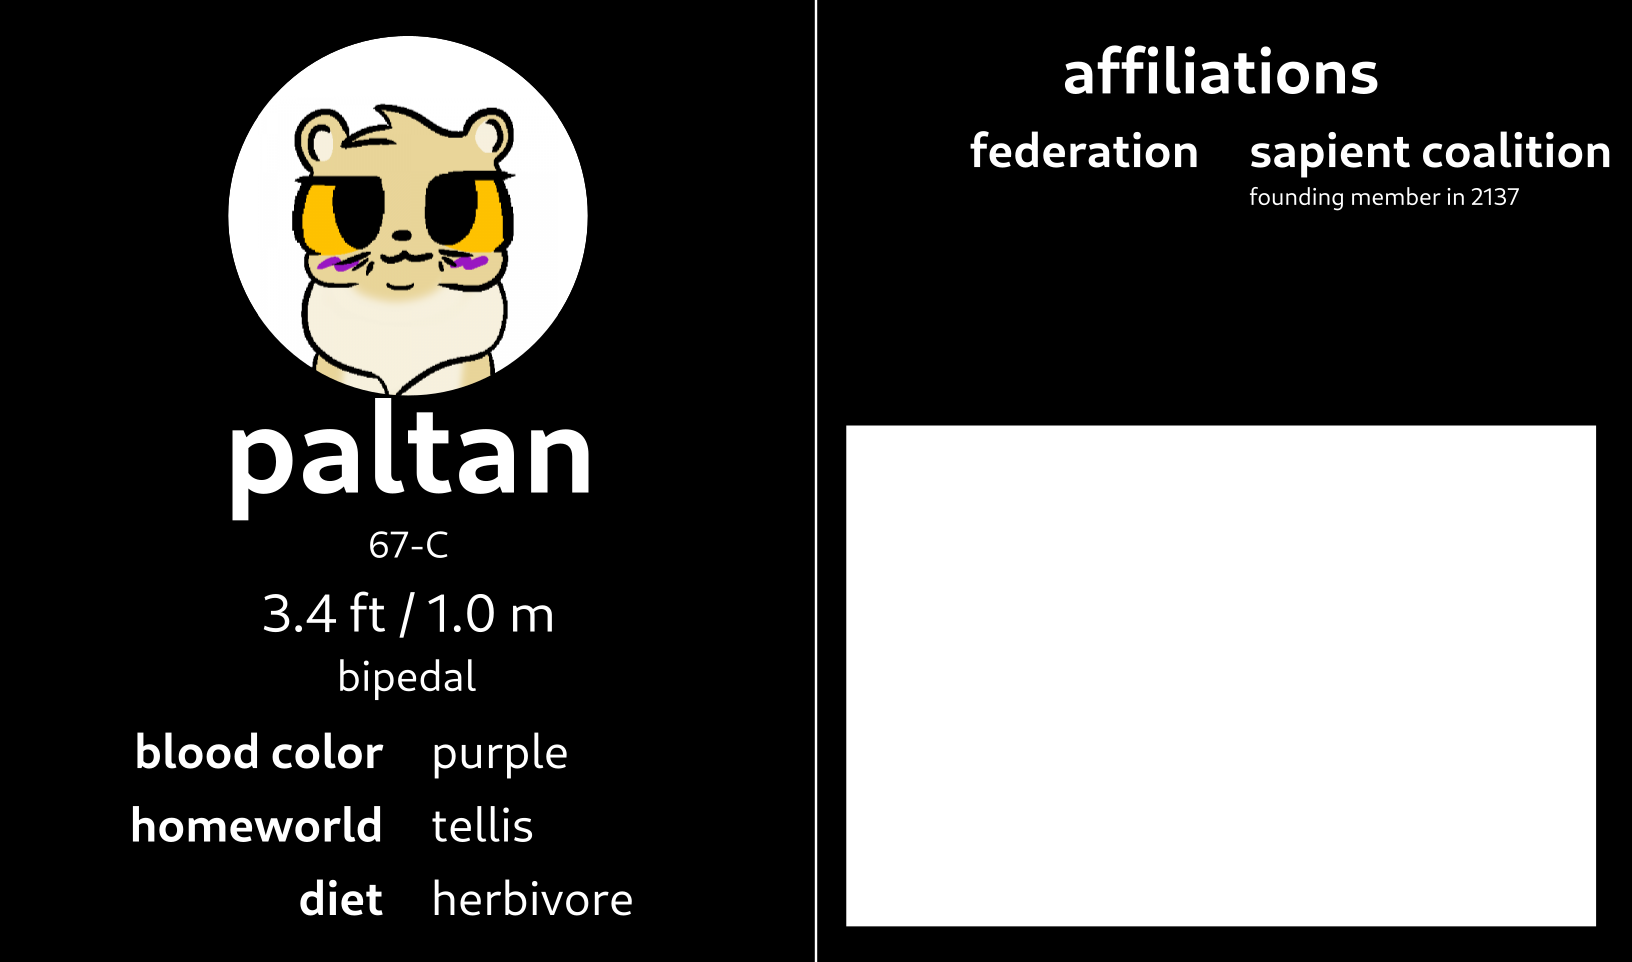 paltan
67-C
3.4 ft / 1.0 m
bipedal
blood color purple
homeworld tellis
diet herbivore
affiliations
federation sapient coalition
founding member in 2137